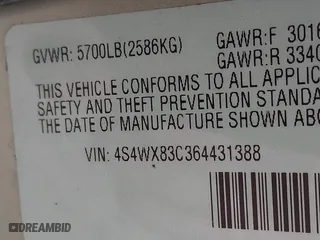 GVWR: 5700LB(2586KG) GAWR:F 3016
GAWR:R 3340
THIS VEHICLE CONFORMS TO ALL APPLIC
SAFETY AND THEFT PREVENTION STANDA
THE DATE OF MANUFACTURE SHOWN ABO
VIN: 4S4WX83C364431388
DREAMBID